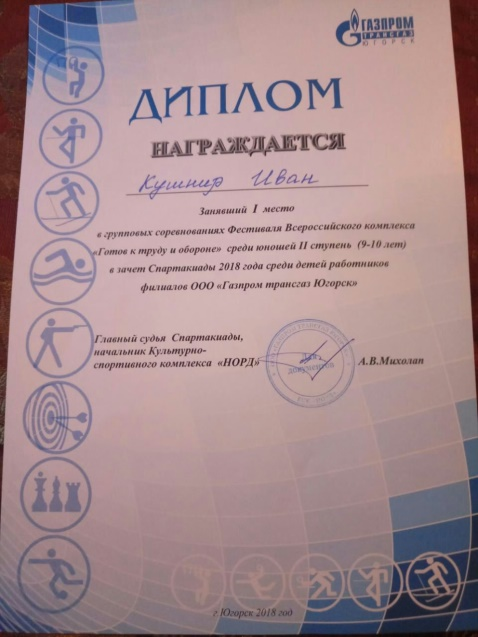 ГАЗПРОМ
ТРАНСГАЗ
ЮГОРСК
ДИПЛОМ
НАГРАЖДАЕТСЯ
Кушнир Иван
Занявший I место
в групповых соревнованиях Фестиваля Всероссийского комплекса
«Готов к труду и обороне» среди юношей II ступень (9-10 лет)
в зачет Спартакиады 2018 года среди детей работников
филиалов ООО «Газпром трансгаз Югорск»
Главный судья Спартакиады,
начальник Культурно-
спортивного комплекса «НОРД»
Для
документов
А.В.Михолап
г Югорск 2018 год